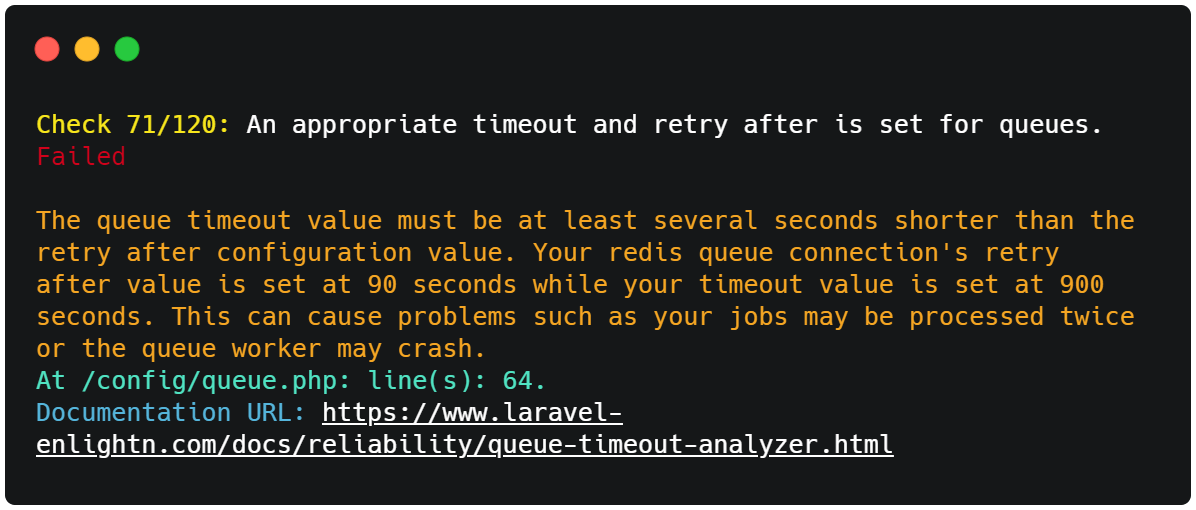 Check 71/120: An appropriate timeout and retry after is set for queues.
Failed
The queue timeout value must be at least several seconds shorter than the
retry after configuration value. Your redis queue connection's retry
after value is set at 90 seconds while your timeout value is set at 900
seconds. This can cause problems such as your jobs may be processed twice
or the queue worker may crash.
At /config/queue.php: line(s): 64.
Documentation URL: https://www.laravel-
enlightn.com/docs/reliability/queue-timeout-analyzer.html